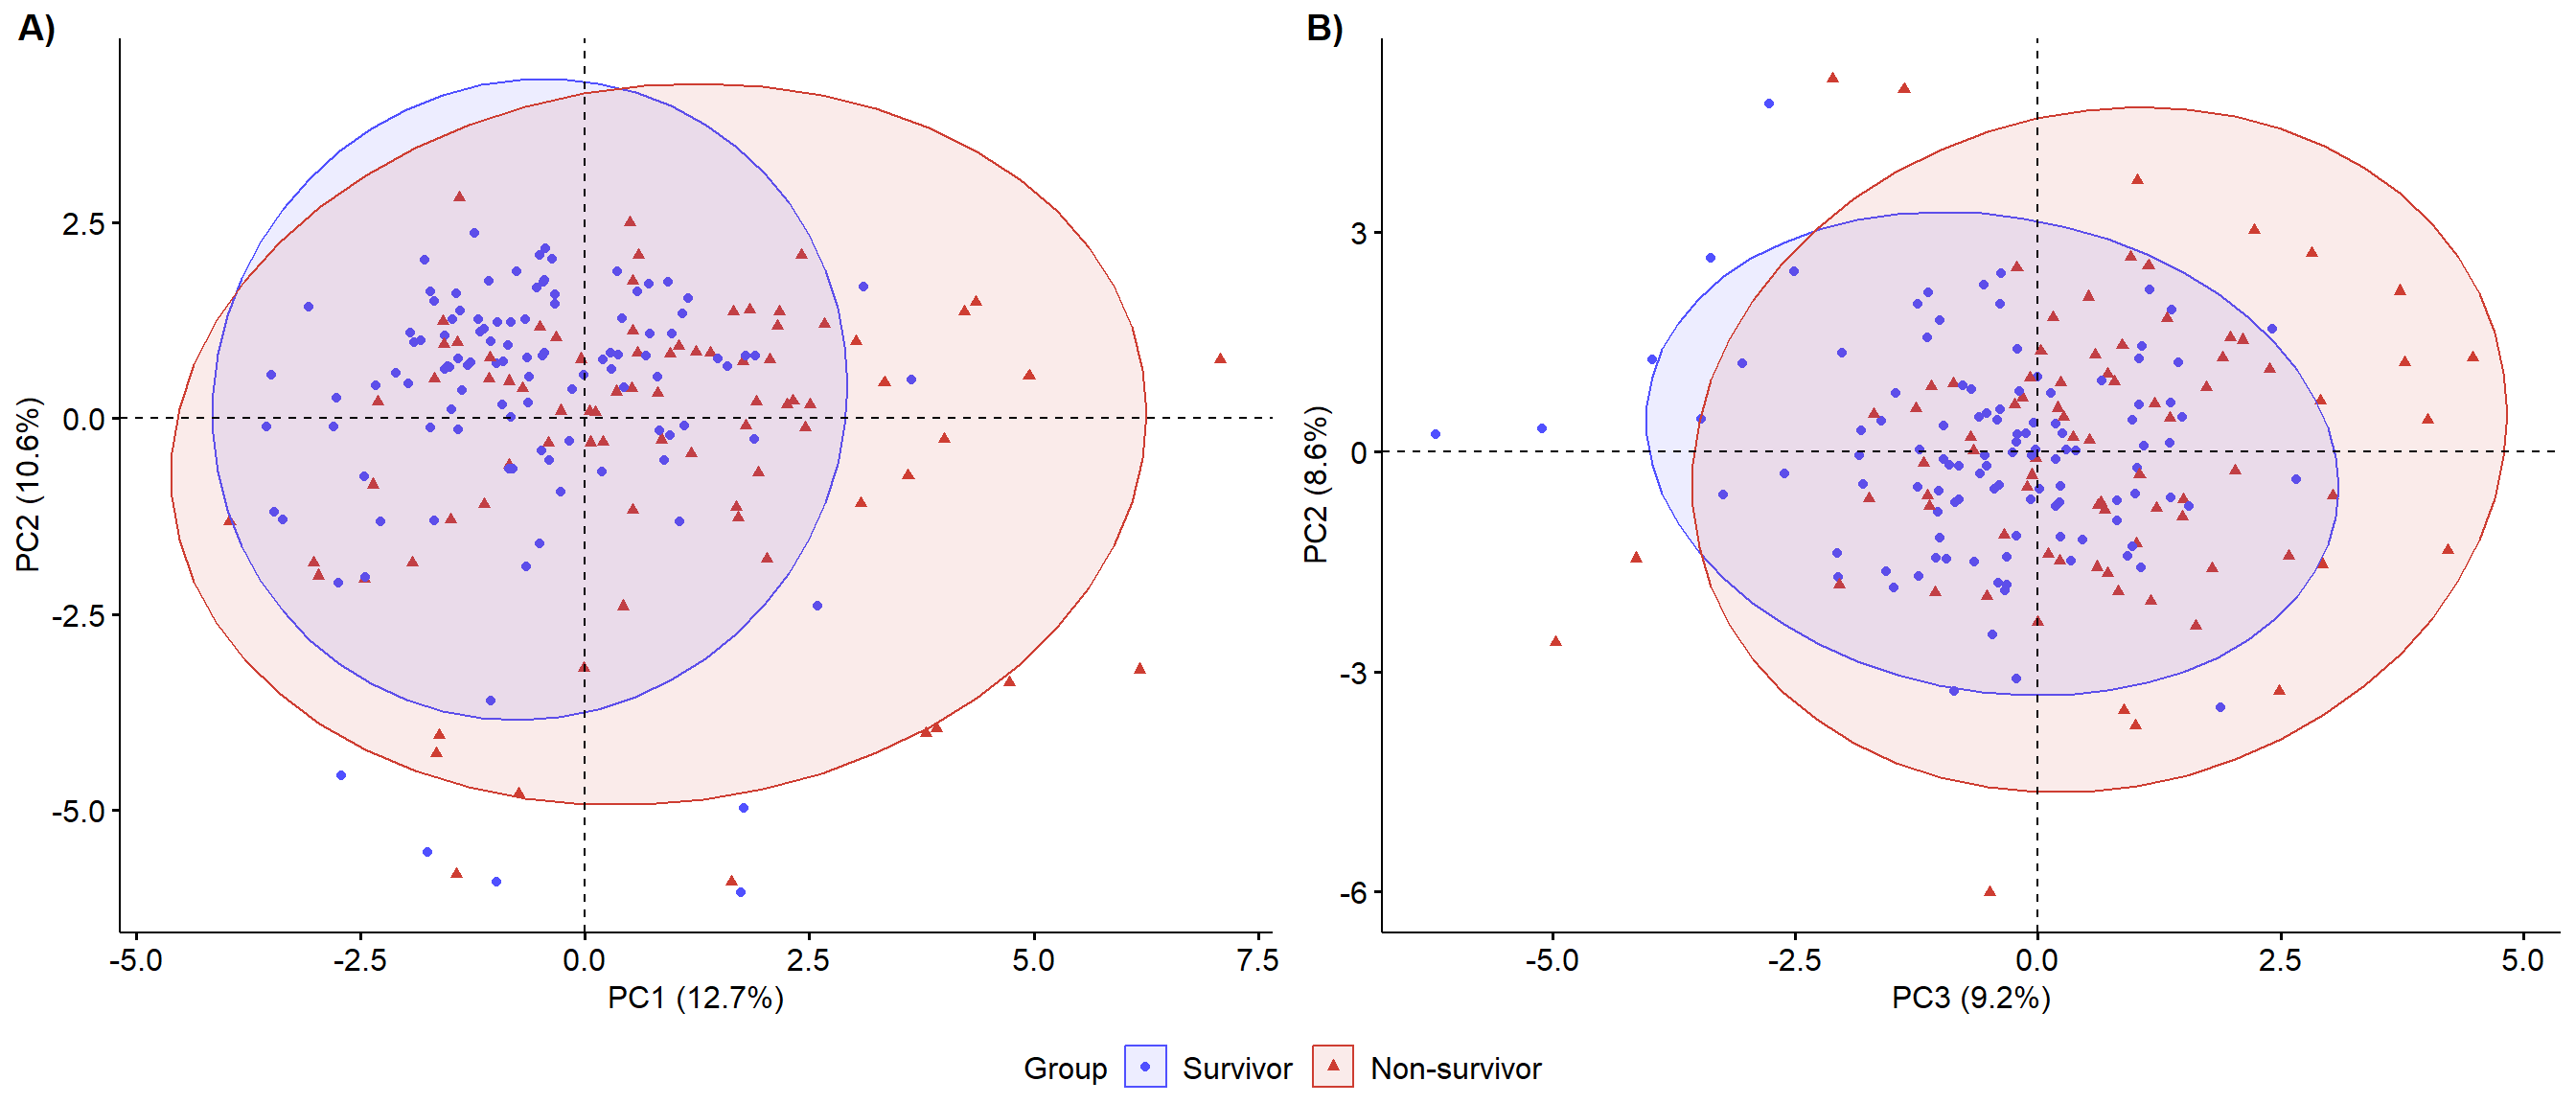 A)
2.5
0.0
-2.5
-5.0
PC2 (10.6%)
-5.0 -2.5 0.0 2.5 5.0 7.5
PC1 (12.7%)
B)
3
0
-3
-6
PC2 (8.6%)
-5.0 -2.5 0.0 2.5 5.0
PC3 (9.2%)
Group Survivor Non-survivor